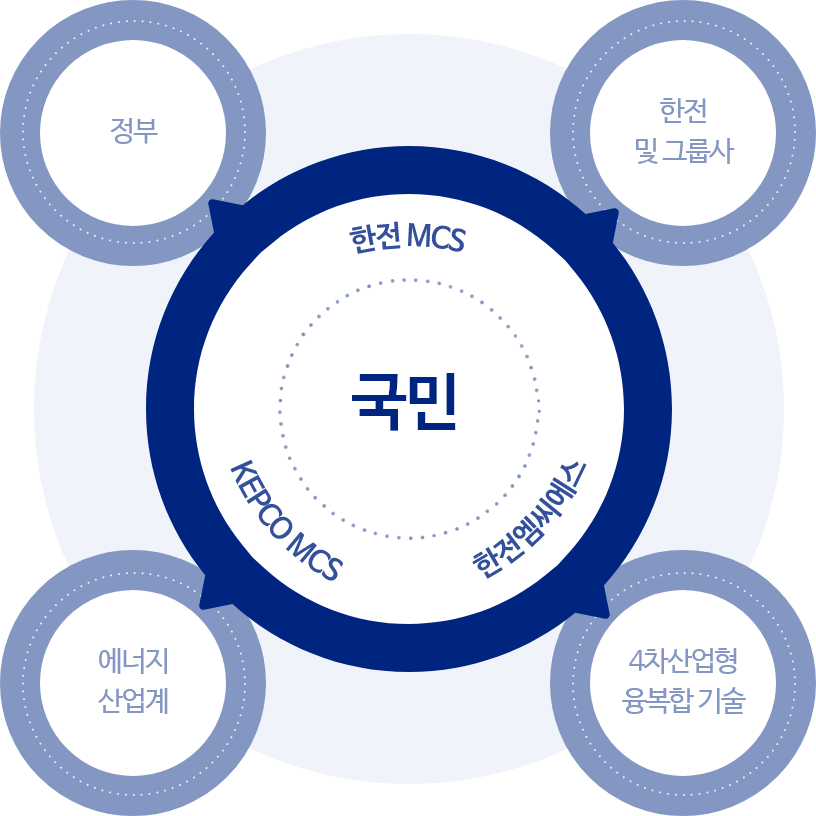 정부
한전
및 그룹사
한전 MCS
국민
KEPCO MCS
한전엠씨에스
에너지
산업계
4차산업형
융복합 기술